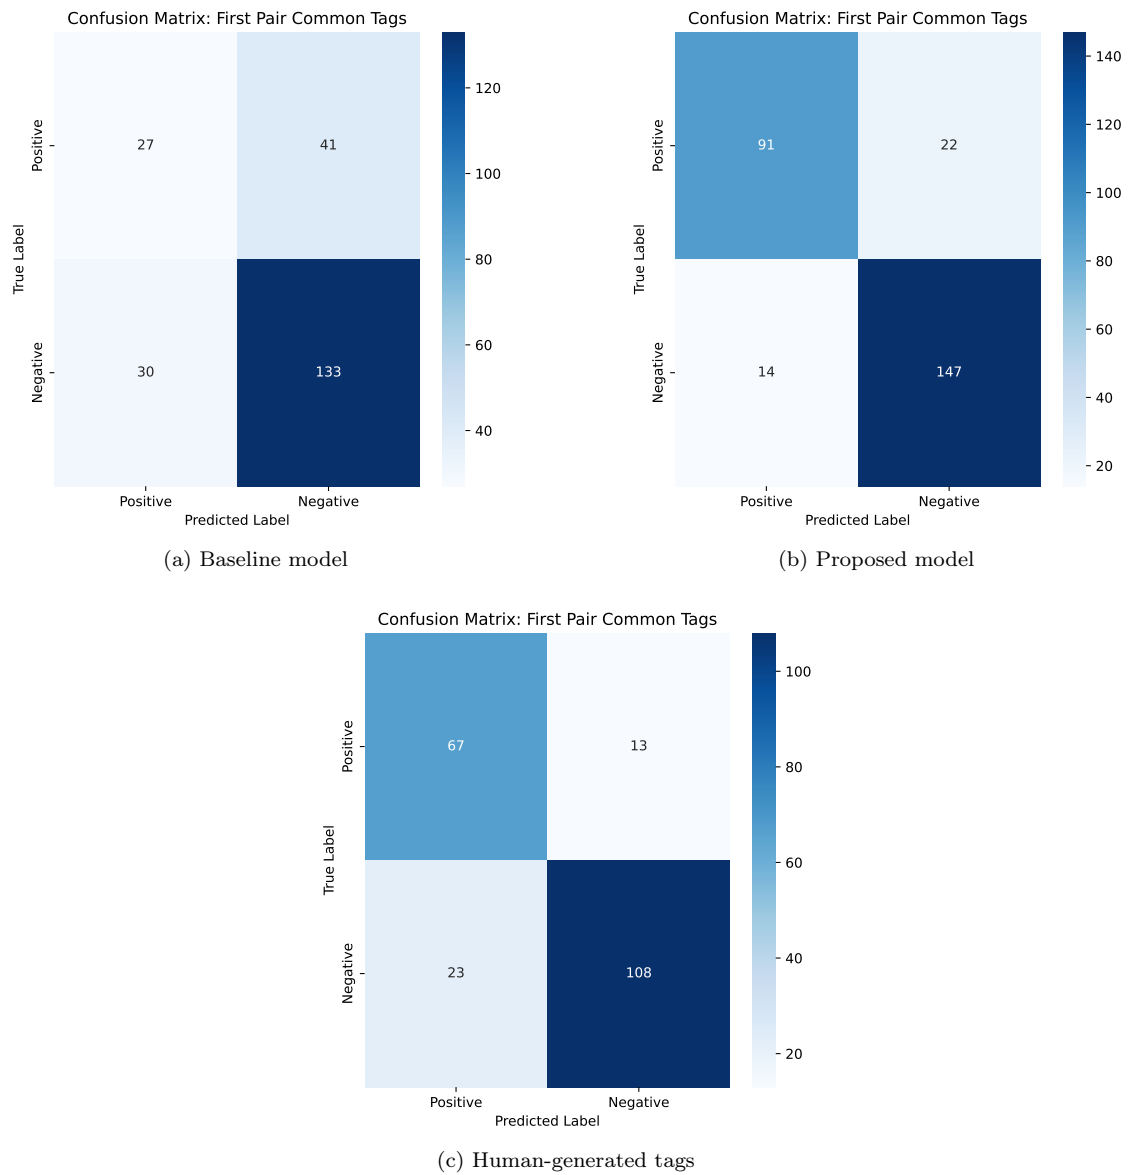 Confusion Matrix: First Pair Common Tags
Positive
Negative
True Label
27
41
30
133
Positive
Negative
Predicted Label
120
100
80
60
40
(a) Baseline model
Confusion Matrix: First Pair Common Tags
Positive
Negative
True Label
91
22
14
147
Positive
Negative
Predicted Label
140
120
100
80
60
40
20
(b) Proposed model
Confusion Matrix: First Pair Common Tags
Positive
Negative
True Label
67
13
23
108
Positive
Negative
Predicted Label
100
80
60
40
20
(c) Human-generated tags